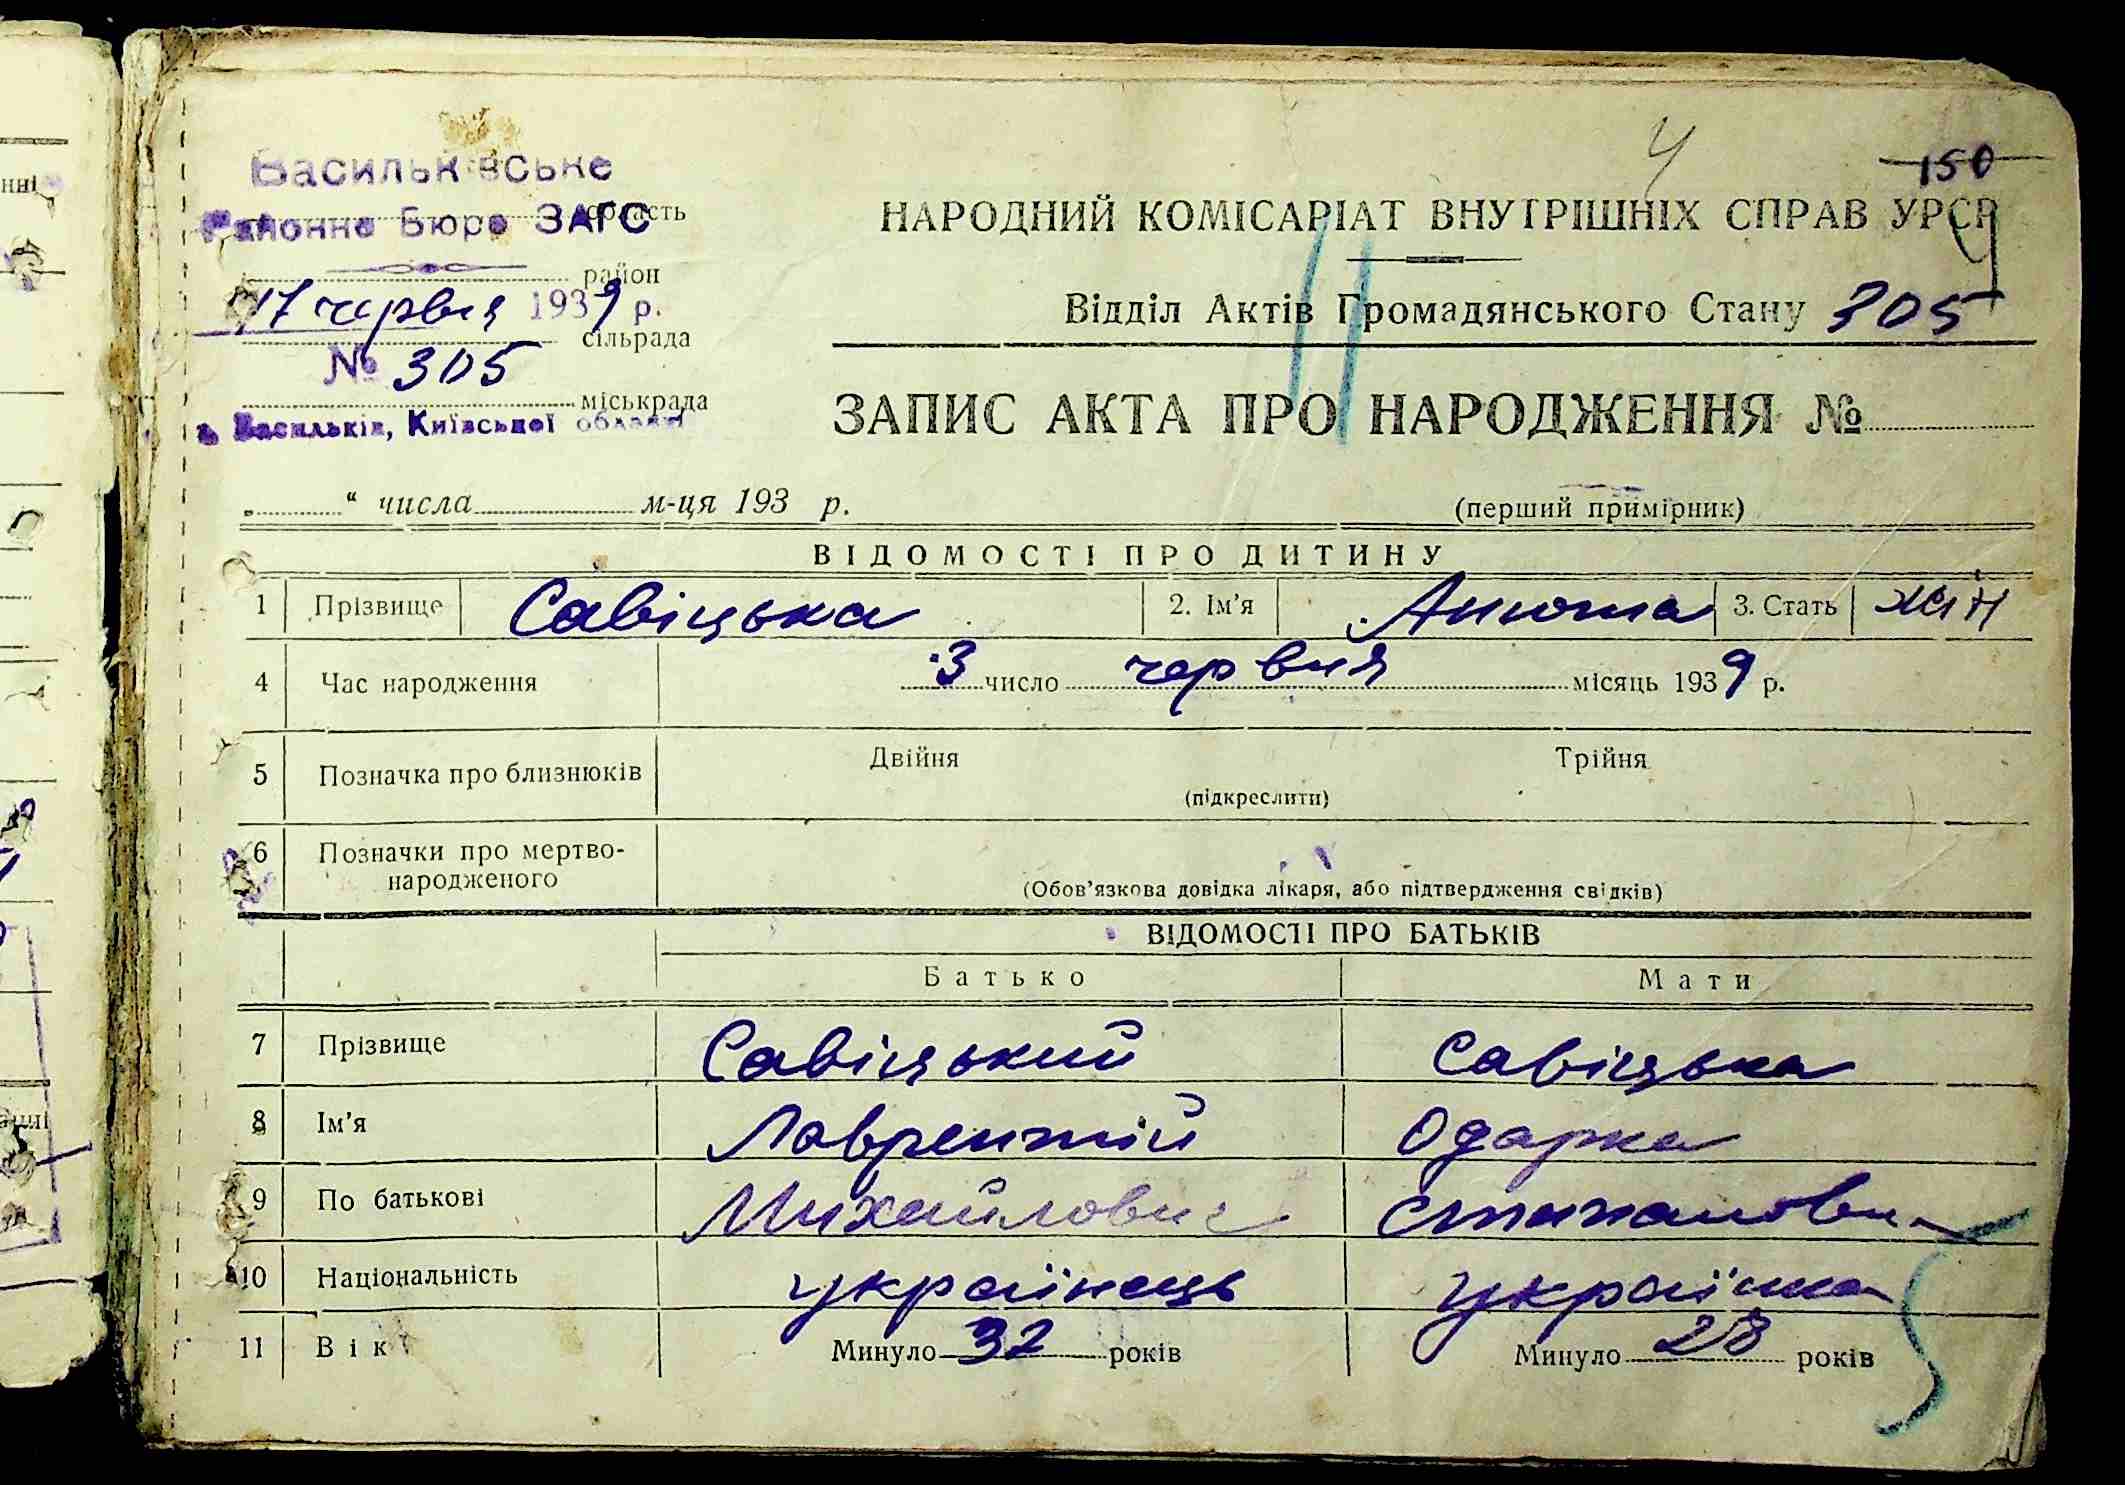 Васильківське
Районне Бюро ЗАГС
область
район
17 червня 1939 р.
сільрада
№ 305
міськрада
м. Васильків, Київської області
4
150
НАРОДНИЙ КОМІСАРІАТ ВНУТРІШНІХ СПРАВ УРСР
Відділ Актів Громадянського Стану 305
ЗАПИС АКТА ПРО НАРОДЖЕННЯ №
„ “ числа м-ця 193 р.
(перший примірник)
ВІДОМОСТІ ПРО ДИТИНУ
1 Прізвище Савіцька 2. Ім’я Анюта 3. Стать жін
4 Час народження 3 число червня місяць 1939 р.
5 Позначка про близнюків Двійня Трійня
(підкреслити)
6 Позначки про мертво-
народженого
(Обов’язкова довідка лікаря, або підтвердження свідків)
ВІДОМОСТІ ПРО БАТЬКІВ
Батько Мати
7 Прізвище Савіцький Савіцька
8 Ім’я Лаврентій Одарка
9 По батькові Михайлович
10 Національність українець українка
11 Вік Минуло 32 років Минуло 28 років